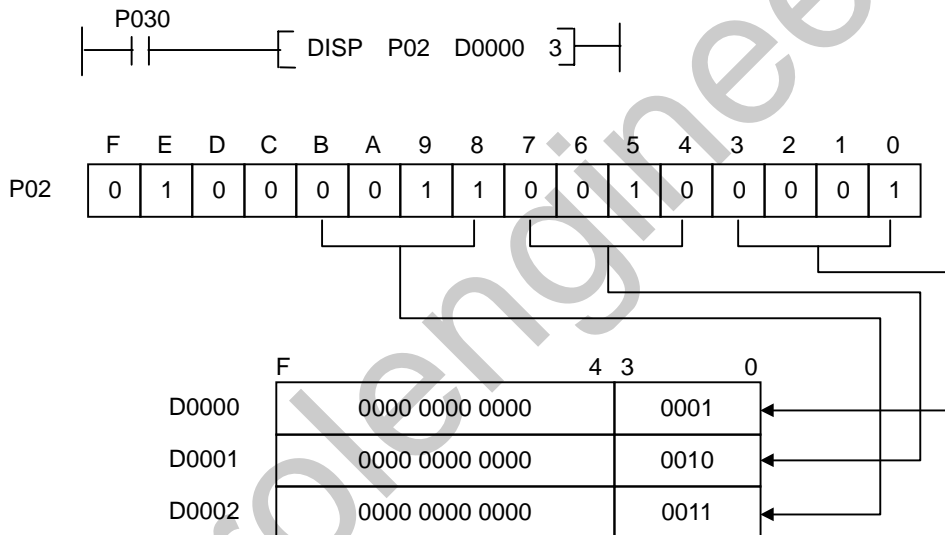 P030
DISP P02 D0000 3
F E D C B A 9 8 7 6 5 4 3 2 1 0
P02 0 1 0 0 0 0 1 1 0 0 1 0 0 0 0 1
F 4 3 0
D0000 0000 0000 0000 0001
D0001 0000 0000 0000 0010
D0002 0000 0000 0000 0011
olenginee